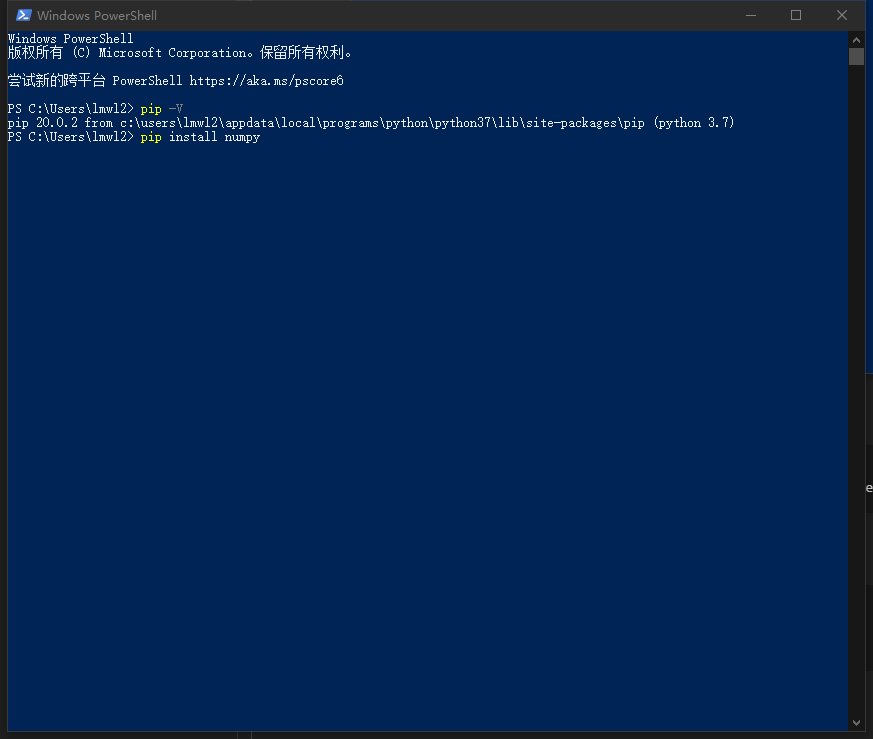 Windows PowerShell
Windows PowerShell
版权所有 (C) Microsoft Corporation。保留所有权利。
尝试新的跨平台 PowerShell https://aka.ms/pscore6
PS C:\Users\lmwl2> pip -V
pip 20.0.2 from c:\users\lmwl2\appdata\local\programs\python\python37\lib\site-packages\pip (python 3.7)
PS C:\Users\lmwl2> pip install numpy
e